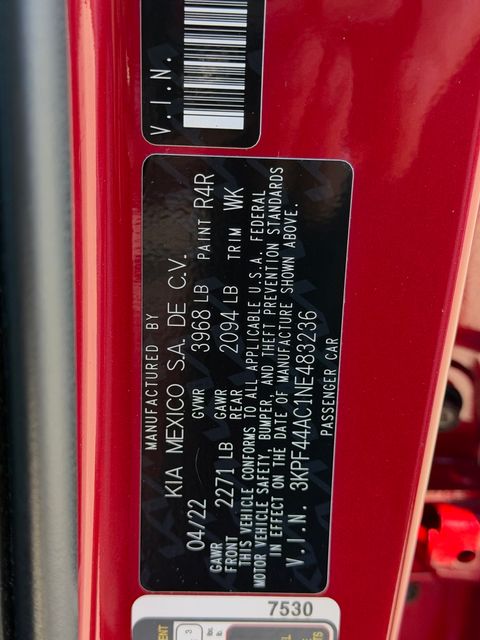 V.I.N.
MANUFACTURED BY
KIA MEXICO S.A. DE C.V.
04/22 GVWR 3968 LB PAINT R4R
GAWR FRONT 2271 LB GAWR REAR 2094 LB TRIM WK
THIS VEHICLE CONFORMS TO ALL APPLICABLE U.S.A. FEDERAL
MOTOR VEHICLE SAFETY, BUMPER, AND THEFT PREVENTION STANDARDS
IN EFFECT ON THE DATE OF MANUFACTURE SHOWN ABOVE.
V.I.N. 3KPF44AC1NE483236
PASSENGER CAR
7530